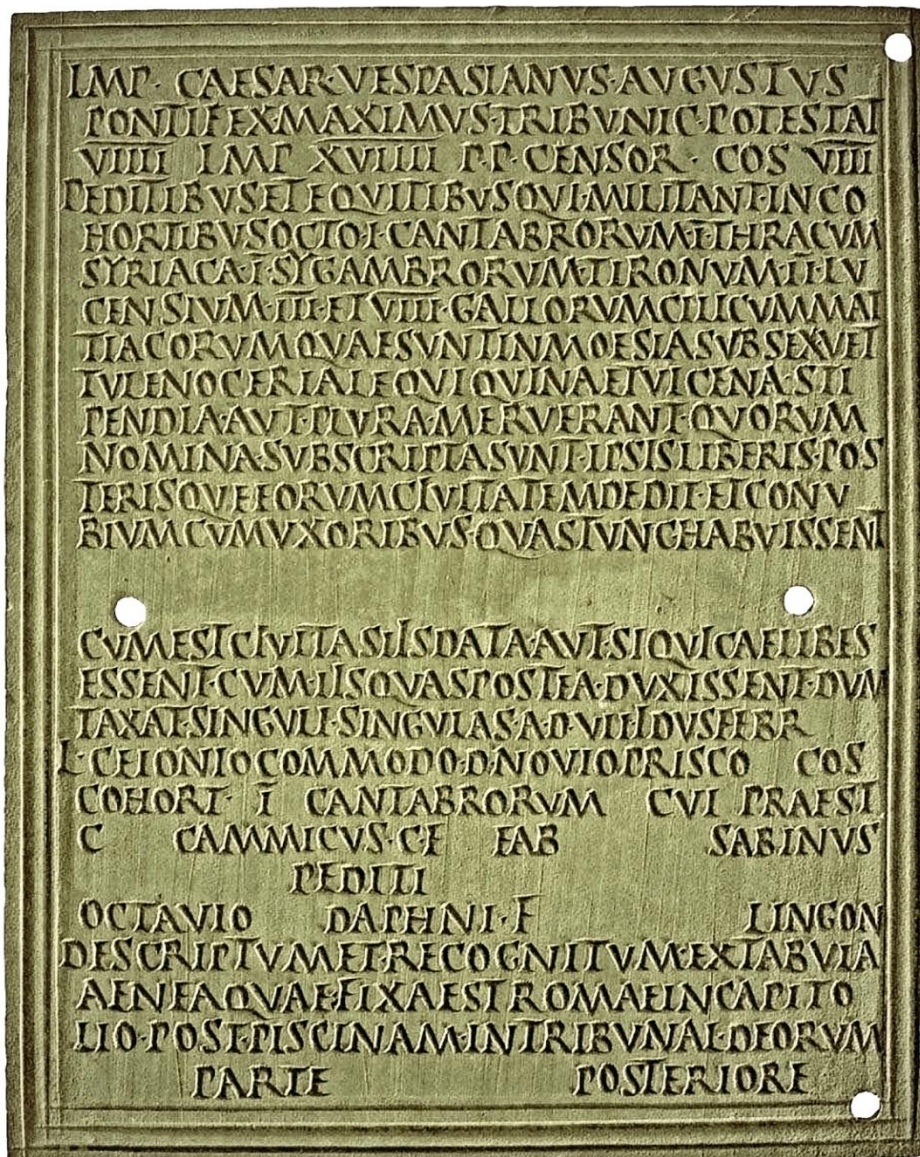 IMP· CAESAR·VESPASIANVS·AVGVSTVS
PONTIFEX·MAXIMVS·TRIBVNIC·POTESTAT
VIIII IMP XVIIII P·P·CENSOR· COS VIIII
PEDITIBVS ET EQVITIBVS QVI·MILITANT·IN CO
HORTIBVS OCTO·I·CANTABRORVM·I·THRACVM
SYRIACA·I·SYGAMBRORVM·TIRONVM·II·LV
CENSIVM·III·ET VIIII·GALLORVM CILICVM MAT
TIACORVM QVAE SVNT IN MOESIA SVB SEX VET
TVLENO CERIALE QVI QVINA ET VICENA·STI
PENDIA·AVT·PLVRA·MERVERANT·QVORVM
NOMINA·SVBSCRIPTA SVNT·IPSIS LIBERIS·POS
TERISQVE EORVM CIVITATEM DEDIT·ET CONV
BIVM CVM VXORIBVS·QVAS TVNC HABVISSENT
CVM EST CIVITAS IIS DATA·AVT·SI QVI CAELIBES
ESSENT·CVM·IIS QVAS POSTEA·DVXISSENT·DVM
TAXAT·SINGVLI·SINGVLAS·A·D·VII IDVS FEBR
L·CEIONIO COMMODO·D·NOVIO PRISCO COS
COHORT· I CANTABRORVM CVI PRAEST
C CAMMICVS·C·F FAB SABINVS
PEDITI
OCTAVIO DAPHNI·F LINGON
DESCRIPTVM ET·RECOGNITVM·EX TABVLA
AENEA QVAE·FIXA EST ROMAE IN CAPITO
LIO·POST·PISCINAM·IN TRIBVNAL·DEORVM
PARTE POSTERIORE